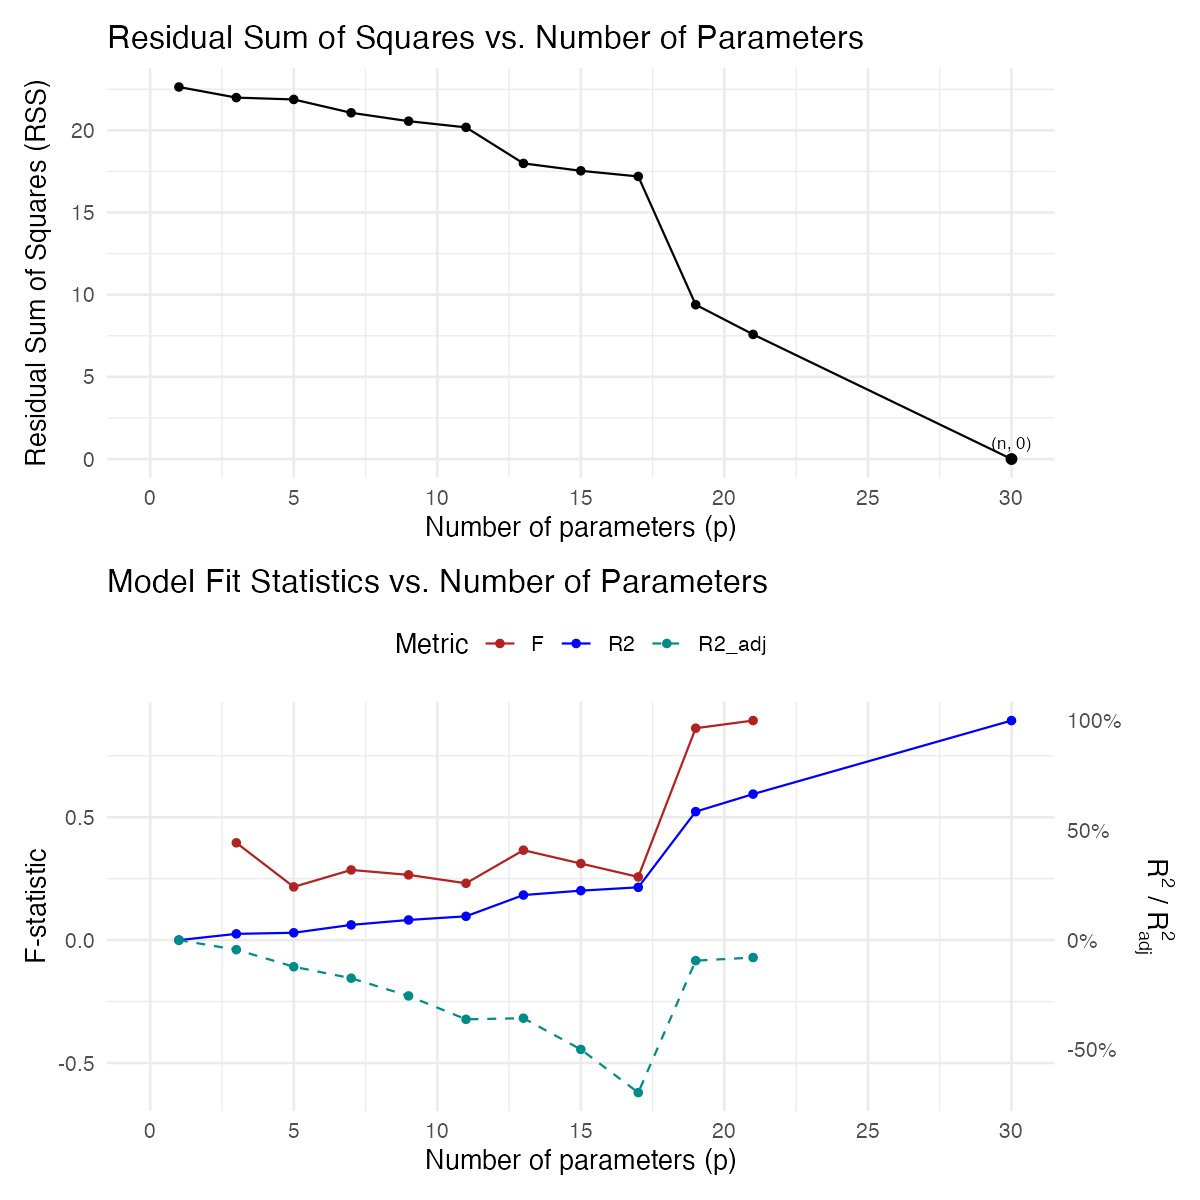 Residual Sum of Squares vs. Number of Parameters
Residual Sum of Squares (RSS)
20
15
10
5
0
(n, 0)
0 5 10 15 20 25 30
Number of parameters (p)
Model Fit Statistics vs. Number of Parameters
Metric F R2 R2_adj
F-statistic
0.5
0.0
-0.5
100%
50%
0%
-50%
R² / R²adj
0 5 10 15 20 25 30
Number of parameters (p)